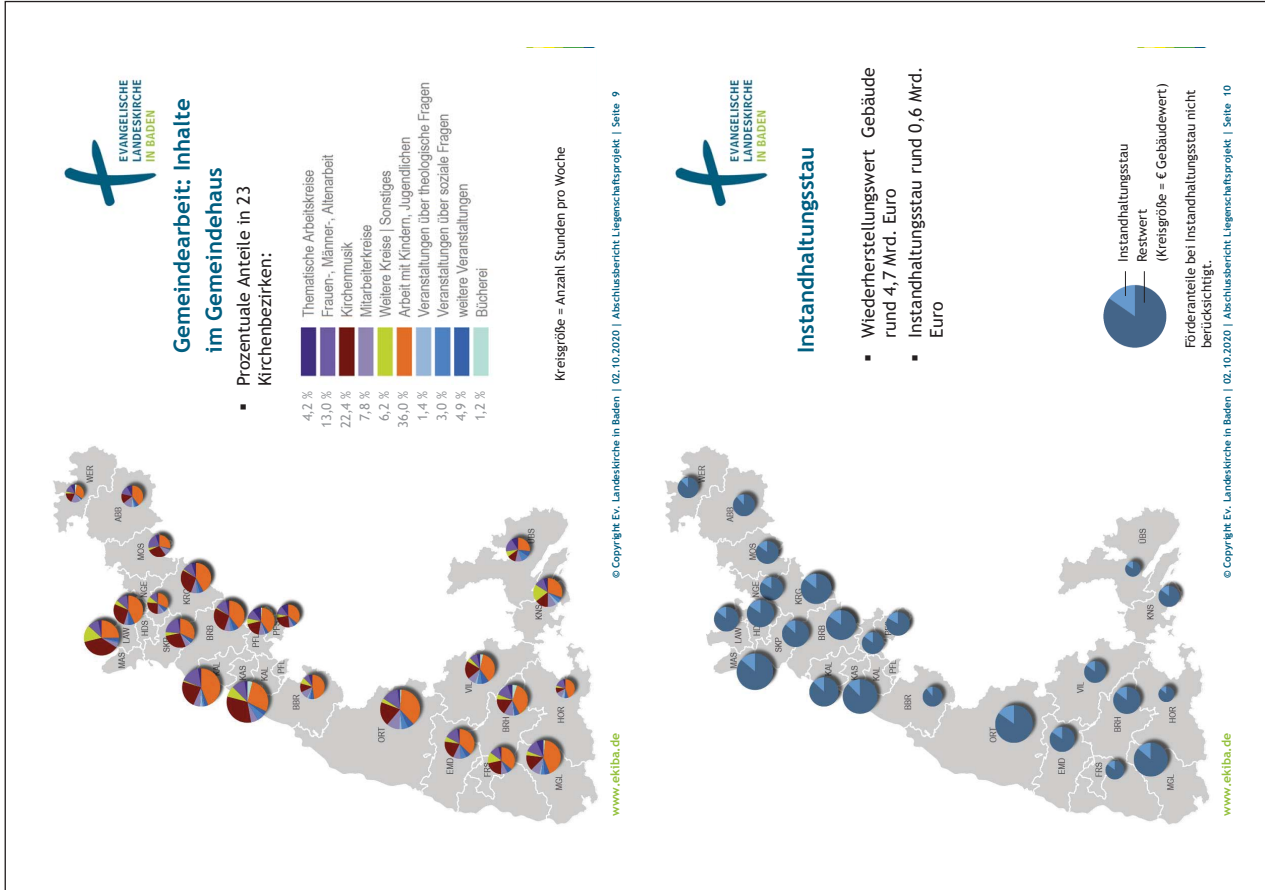 EVANGELISCHE
LANDESKIRCHE
IN BADEN
Gemeindearbeit: Inhalte
im Gemeindehaus
▪ Prozentuale Anteile in 23
Kirchenbezirken:
4,2 % Thematische Arbeitskreise
13,0 % Frauen-, Männer-, Altenarbeit
22,4 % Kirchenmusik
7,8 % Mitarbeiterkreise
6,2 % Weitere Kreise | Sonstiges
36,0 % Arbeit mit Kindern, Jugendlichen
1,4 % Veranstaltungen über theologische Fragen
3,0 % Veranstaltungen über soziale Fragen
4,9 % weitere Veranstaltungen
1,2 % Bücherei
Kreisgröße = Anzahl Stunden pro Woche
WER
ABB
MOS
NGE
KRG
LAW
HDS
MAS
SKP
BRB
PFL
KAS
KAL
PFL
BBR
ORT
VIL
EMD
BRH
FRS
HOR
MGL
ÜBS
KNS
www.ekiba.de
© Copyright Ev. Landeskirche in Baden | 02.10.2020 | Abschlussbericht Liegenschaftsprojekt | Seite 9
EVANGELISCHE
LANDESKIRCHE
IN BADEN
Instandhaltungsstau
▪ Wiederherstellungswert Gebäude
rund 4,7 Mrd. Euro
▪ Instandhaltungsstau rund 0,6 Mrd.
Euro
Instandhaltungsstau
Restwert
(Kreisgröße = € Gebäudewert)
Förderanteile bei Instandhaltungsstau nicht
berücksichtigt.
WER
ABB
MOS
NGE
KRG
LAW
MAS
SKP
BRB
KAL
KAS
KAL
PFL
BBR
ORT
VIL
EMD
BRH
FRS
HOR
MGL
ÜBS
KNS
www.ekiba.de
© Copyright Ev. Landeskirche in Baden | 02.10.2020 | Abschlussbericht Liegenschaftsprojekt | Seite 10